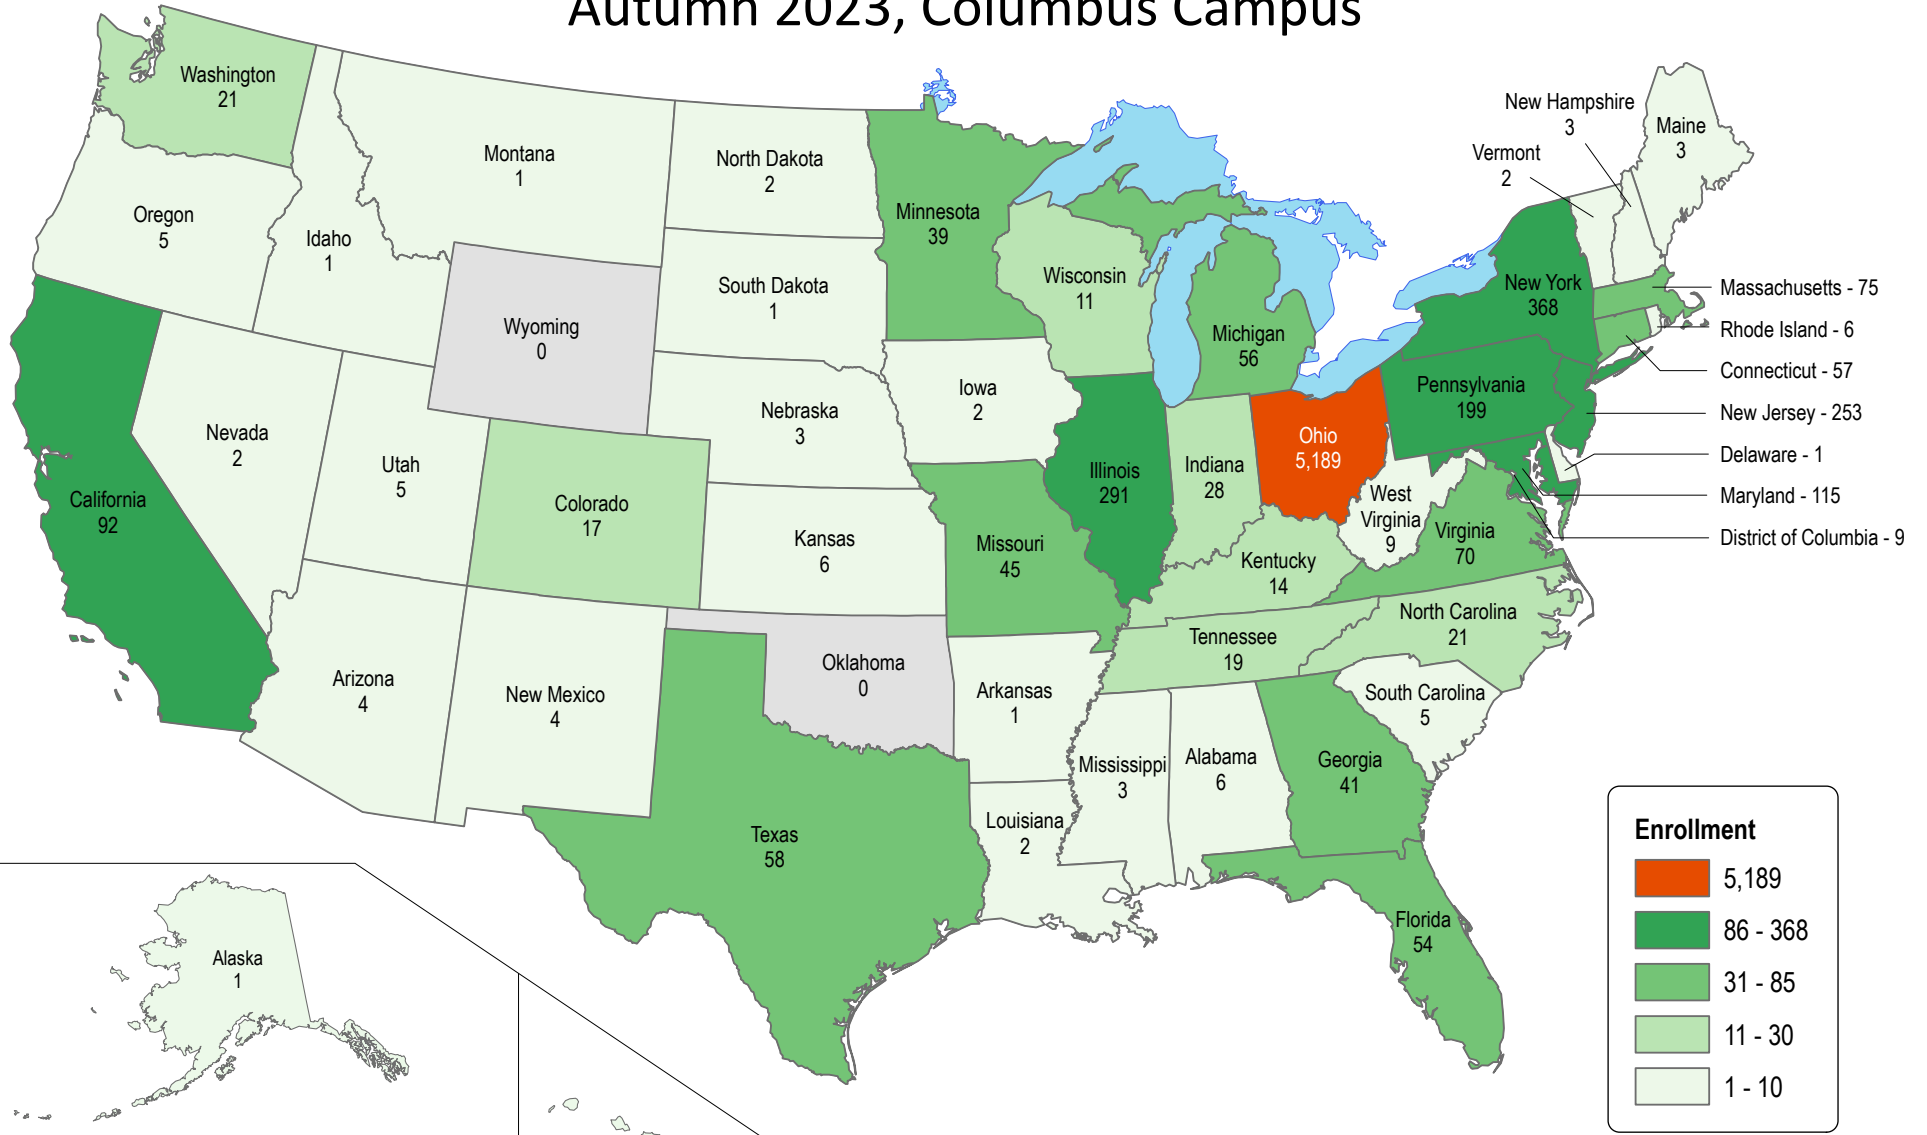 Autumn 2023, Columbus Campus
Washington
21
Oregon
5
Idaho
1
Montana
1
North Dakota
2
South Dakota
1
Wyoming
0
Nebraska
3
Nevada
2
Utah
5
Colorado
17
California
92
Kansas
6
Arizona
4
New Mexico
4
Oklahoma
0
Texas
58
Minnesota
39
Wisconsin
11
Michigan
56
Iowa
2
Illinois
291
Indiana
28
Ohio
5,189
Missouri
45
Kentucky
14
Tennessee
19
Arkansas
1
Louisiana
2
Mississippi
3
Alabama
6
Georgia
41
Florida
54
South Carolina
5
North Carolina
21
Virginia
70
West
Virginia
9
Pennsylvania
199
New York
368
Vermont
2
New Hampshire
3
Maine
3
Massachusetts - 75
Rhode Island - 6
Connecticut - 57
New Jersey - 253
Delaware - 1
Maryland - 115
District of Columbia - 9
Alaska
1
Enrollment
5,189
86 - 368
31 - 85
11 - 30
1 - 10